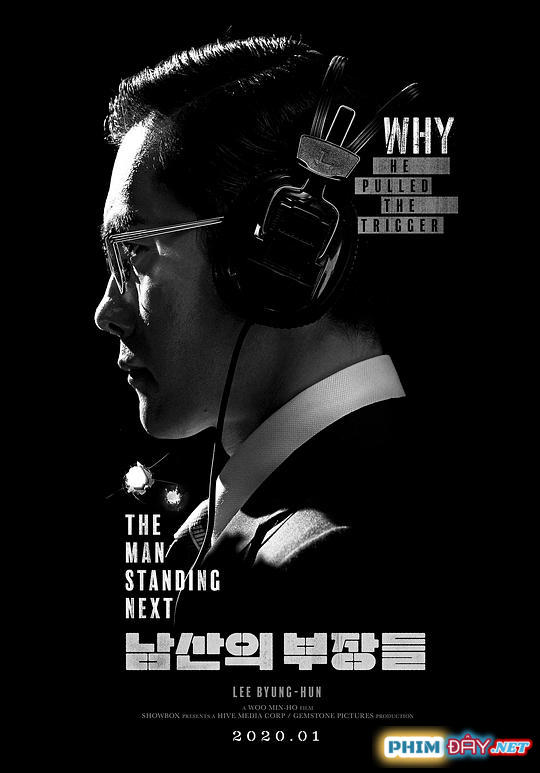 WHY
HE
PULLED
THE
TRIGGER
THE
MAN
STANDING
NEXT
남산의 부장들
LEE BYUNG-HUN
A WOO MIN-HO FILM
SHOWBOX PRESENTS A HIVE MEDIA CORP / GEMSTONE PICTURES PRODUCTION
2020.01
PHIM ĐÂY.NET